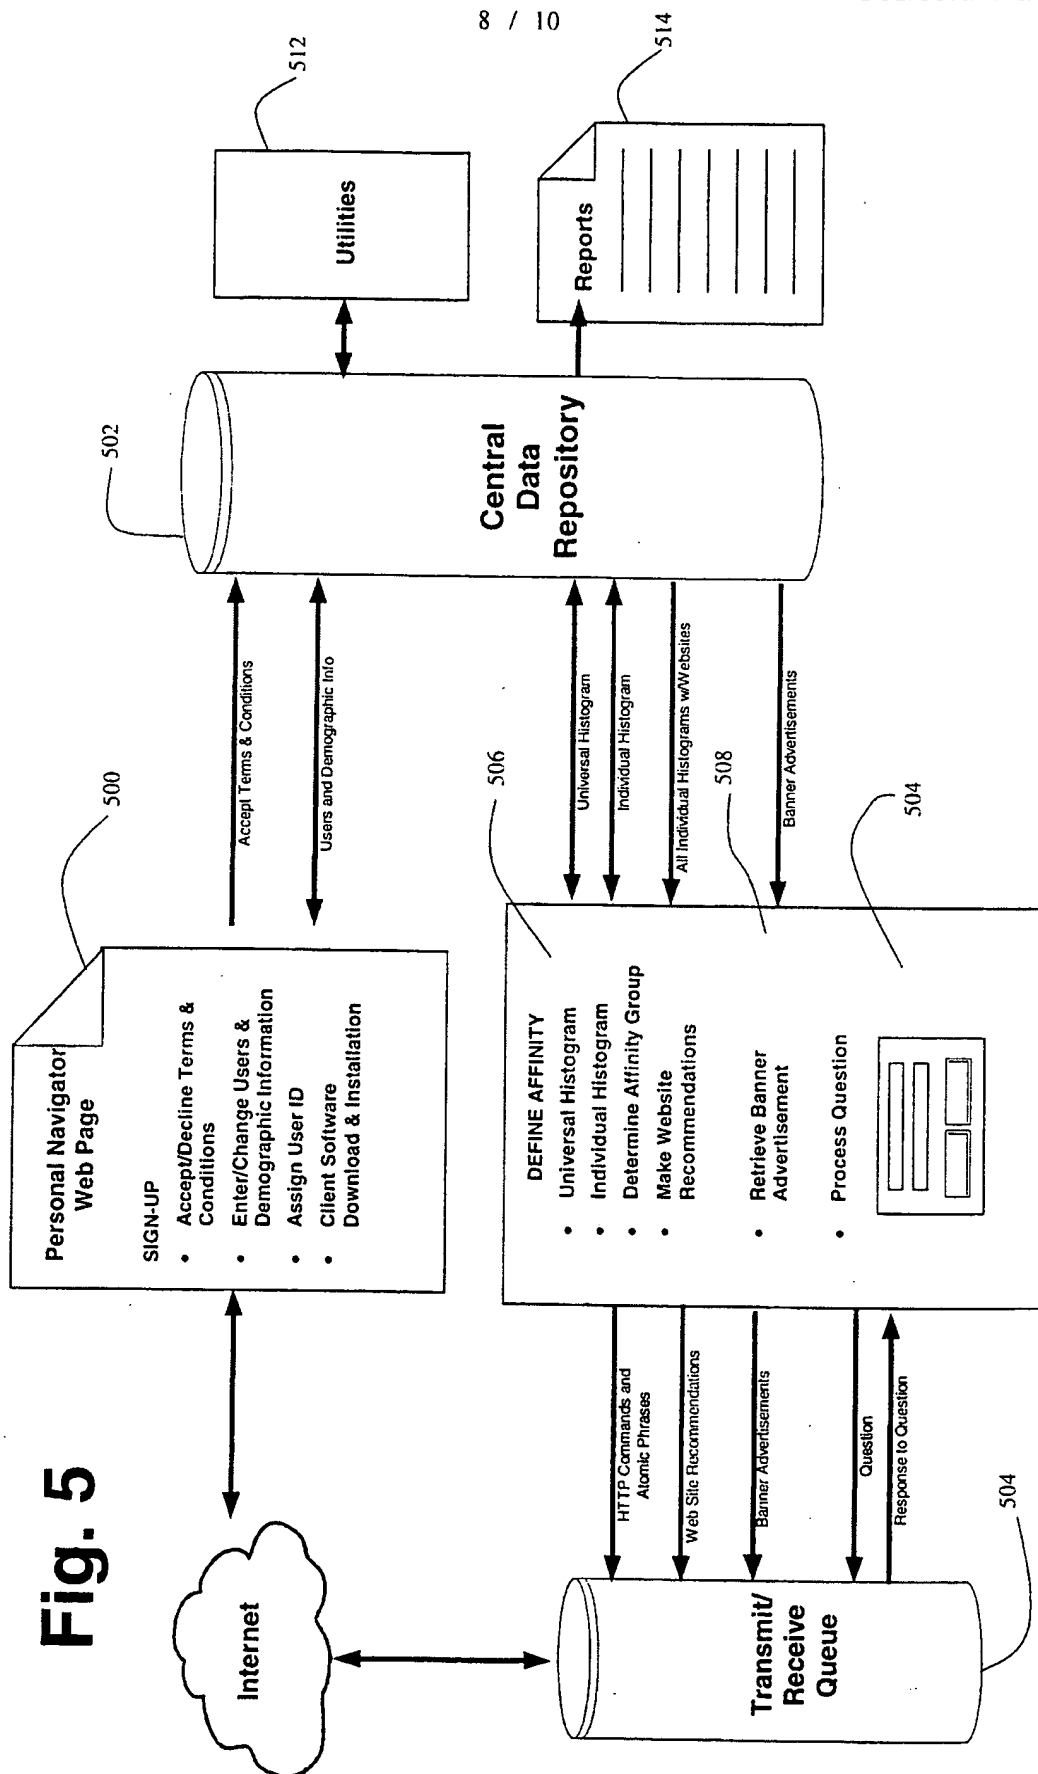 8 / 10
Fig. 5
Internet
Personal Navigator
Web Page
SIGN-UP
• Accept/Decline Terms &
Conditions
• Enter/Change Users &
Demographic Information
• Assign User ID
• Client Software
Download & Installation
500
Accept Terms & Conditions
Users and Demographic Info
502
Central
Data
Repository
Utilities
512
Reports
514
Transmit/
Receive
Queue
504
HTTP Commands and
Atomic Phrases
Web Site Recommendations
Banner Advertisements
Question
Response to Question
DEFINE AFFINITY
• Universal Histogram
• Individual Histogram
• Determine Affinity Group
• Make Website
Recommendations
• Retrieve Banner
Advertisement
• Process Question
506
508
504
Universal Histogram
Individual Histogram
All Individual Histograms w/Websites
Banner Advertisements